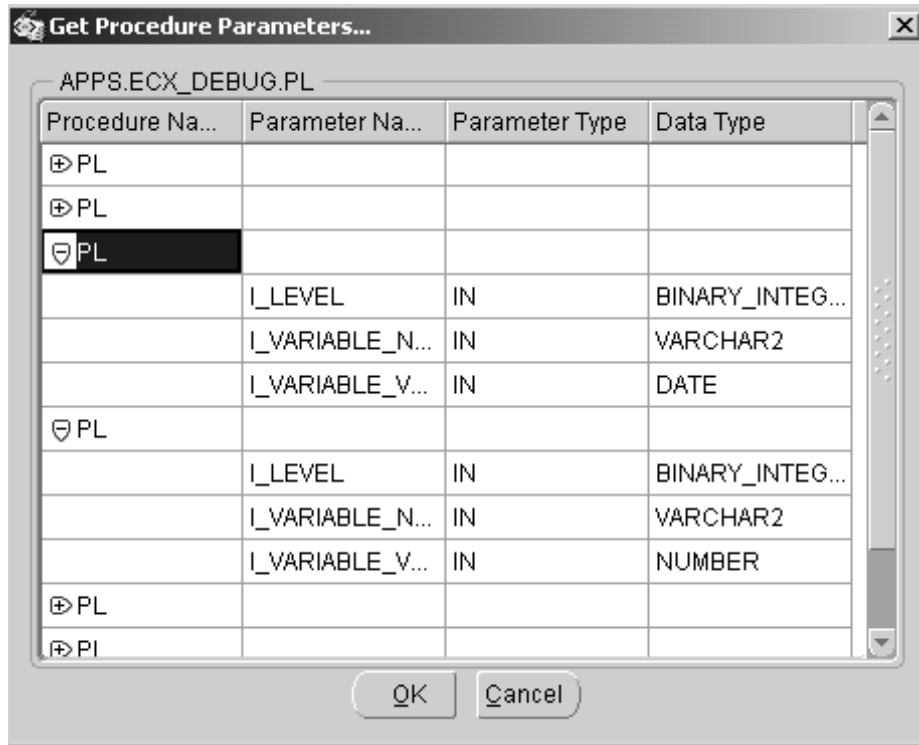 Get Procedure Parameters...
APPS.ECX_DEBUG.PL
Procedure Na... Parameter Na... Parameter Type Data Type
PL
PL
PL
I_LEVEL IN BINARY_INTEG...
I_VARIABLE_N... IN VARCHAR2
I_VARIABLE_V... IN DATE
PL
I_LEVEL IN BINARY_INTEG...
I_VARIABLE_N... IN VARCHAR2
I_VARIABLE_V... IN NUMBER
PL
PL
OK Cancel